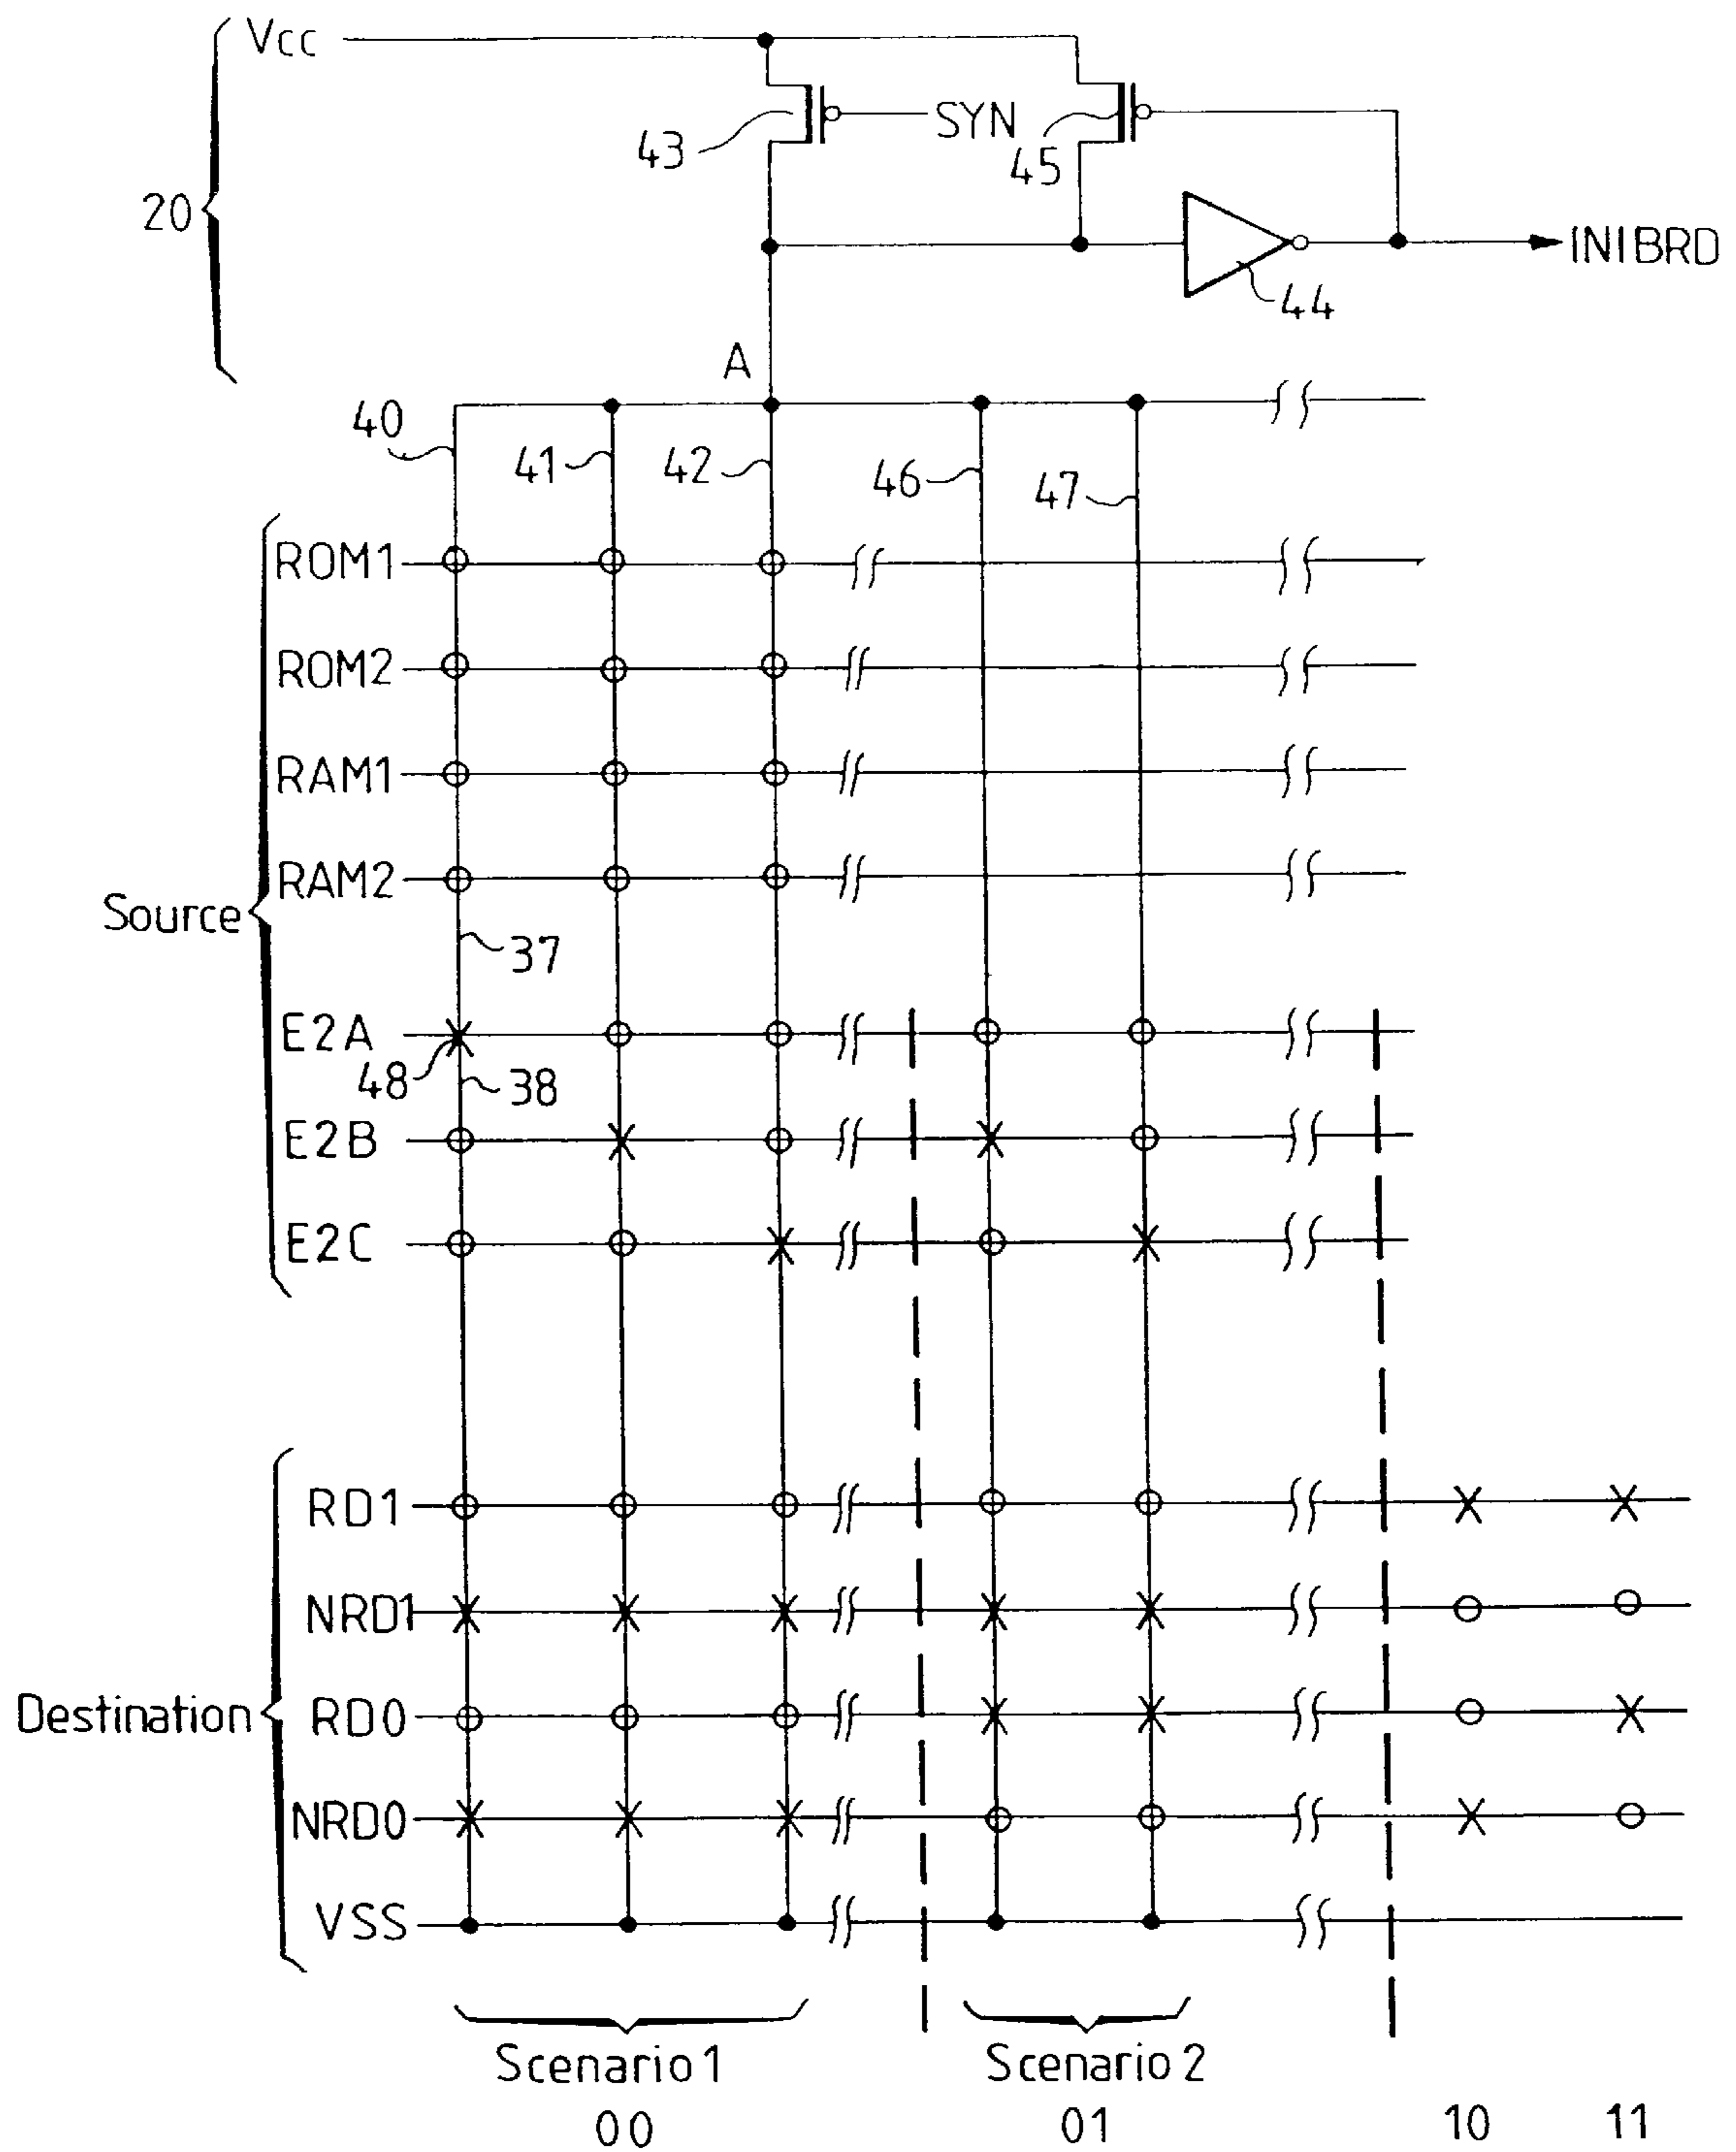 Vcc
SYN
43
45
20
INIBRD
44
A
40
41
42
46
47
ROM1
ROM2
RAM1
RAM2
Source
37
E2A
48
38
E2B
E2C
RD1
NRD1
Destination
RD0
NRD0
VSS
Scenario 1
Scenario 2
00
01
10
11